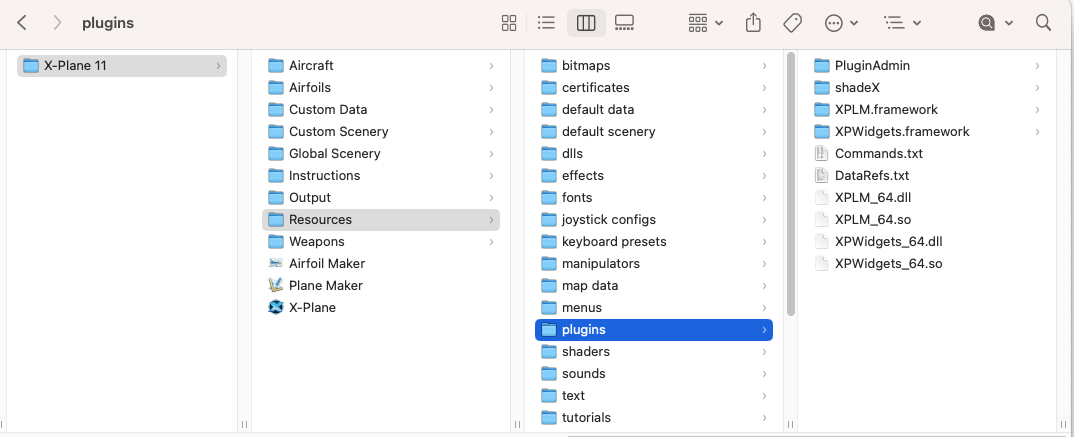 plugins
X-Plane 11
Aircraft
Airfoils
Custom Data
Custom Scenery
Global Scenery
Instructions
Output
Resources
Weapons
Airfoil Maker
Plane Maker
X-Plane
bitmaps
certificates
default data
default scenery
dlls
effects
fonts
joystick configs
keyboard presets
manipulators
map data
menus
plugins
shaders
sounds
text
tutorials
PluginAdmin
shadeX
XPLM.framework
XPWidgets.framework
Commands.txt
DataRefs.txt
XPLM_64.dll
XPLM_64.so
XPWidgets_64.dll
XPWidgets_64.so